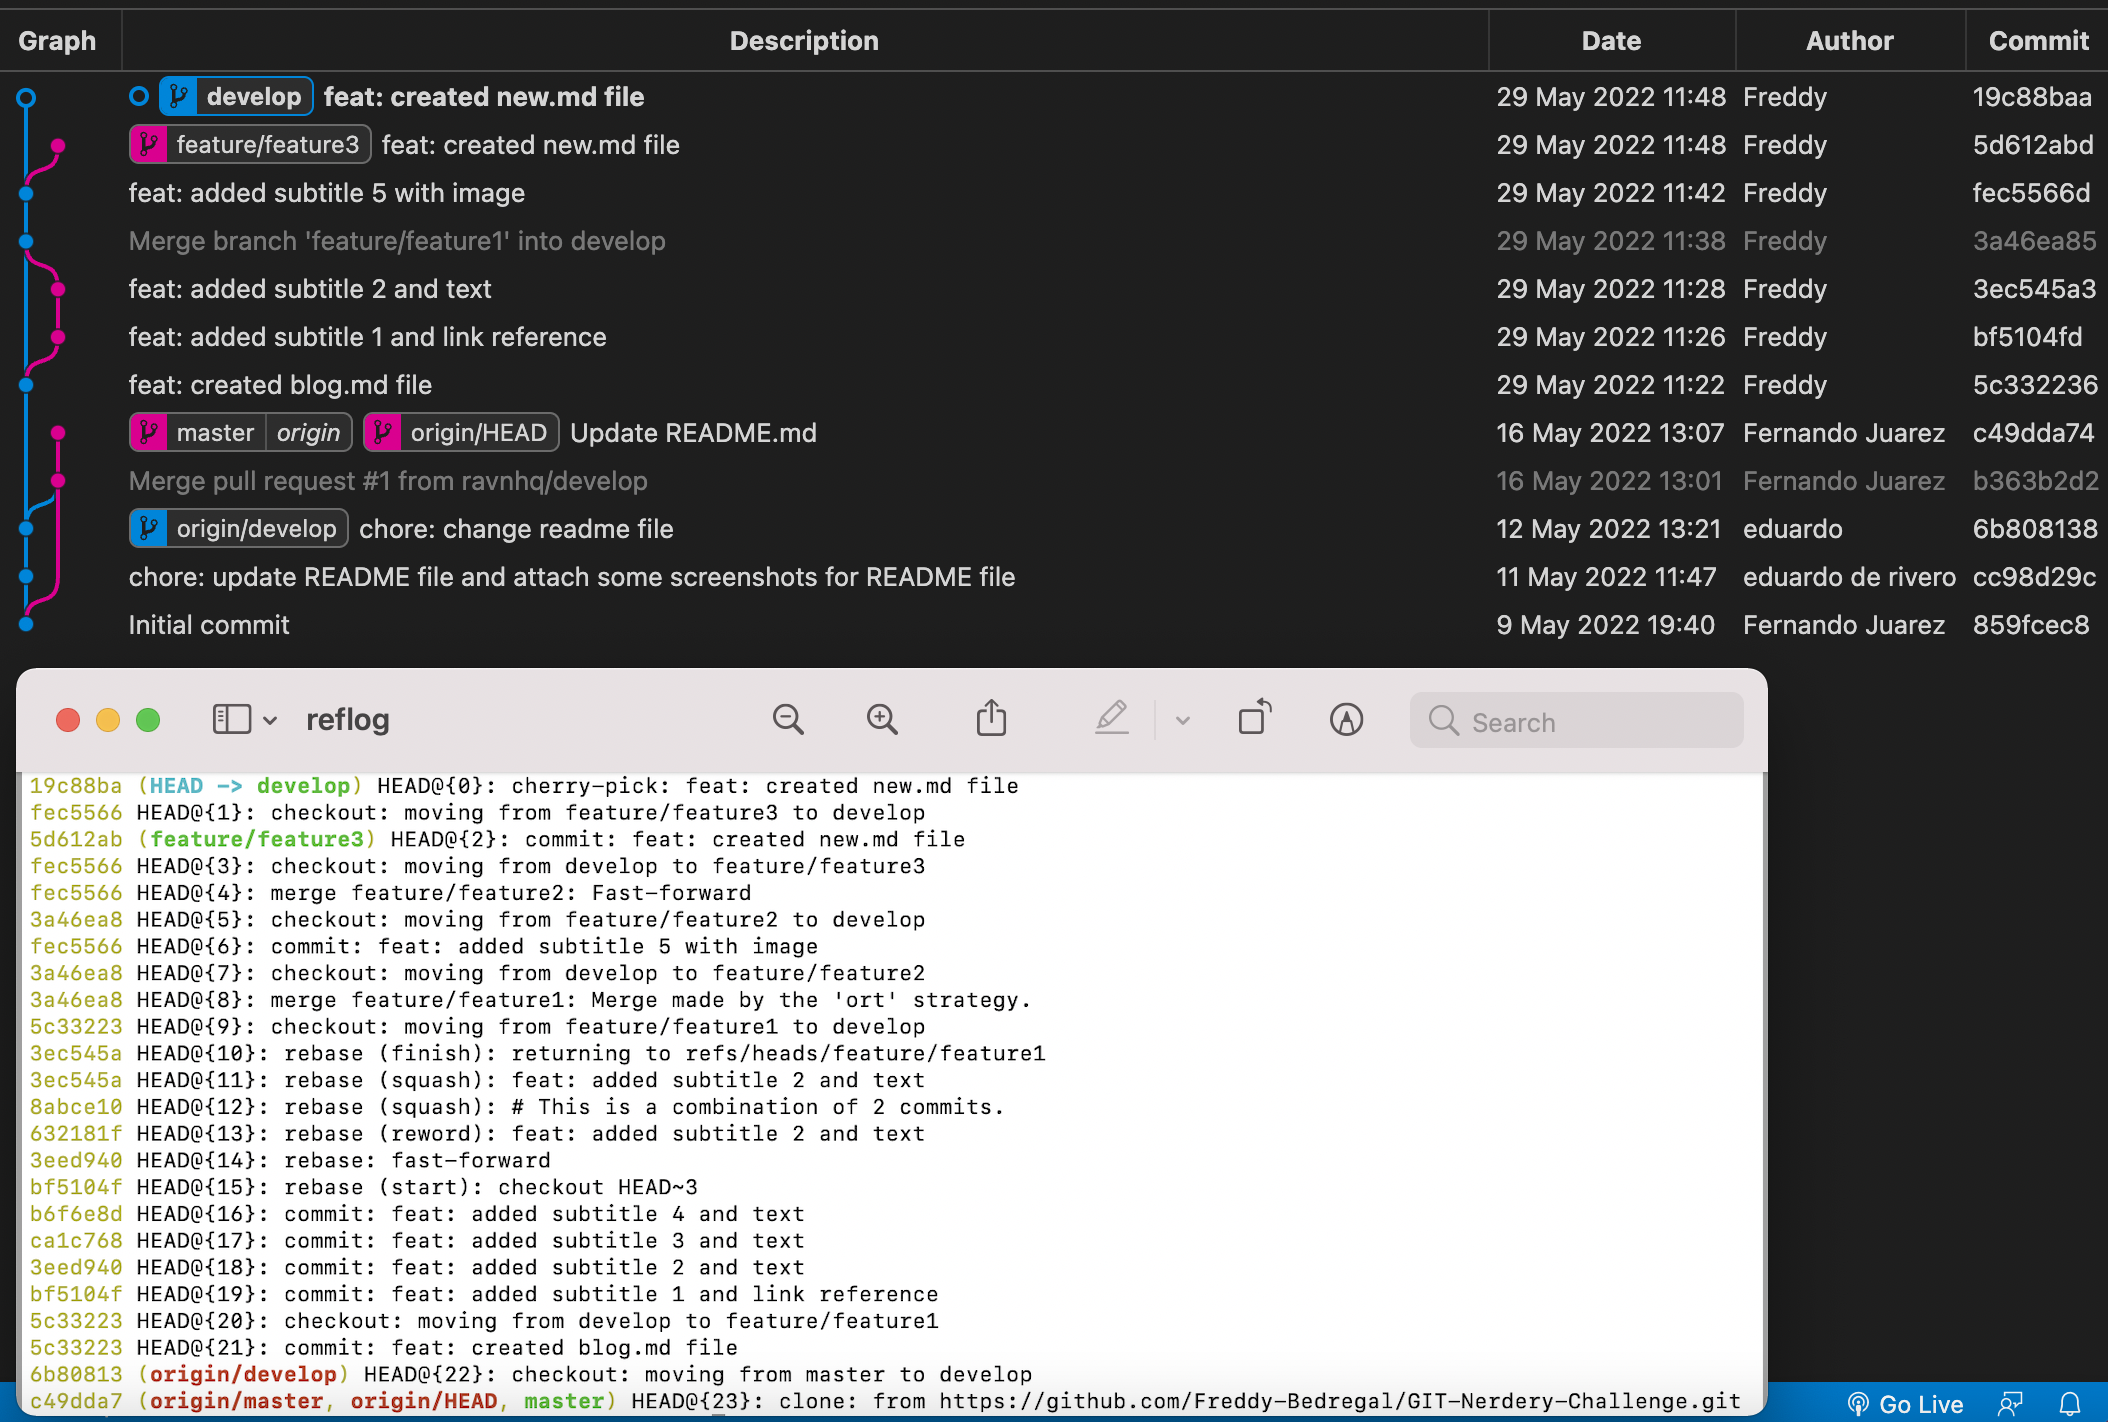 Graph Description Date Author Commit
develop feat: created new.md file 29 May 2022 11:48 Freddy 19c88baa
feature/feature3 feat: created new.md file 29 May 2022 11:48 Freddy 5d612abd
feat: added subtitle 5 with image 29 May 2022 11:42 Freddy fec5566d
Merge branch 'feature/feature1' into develop 29 May 2022 11:38 Freddy 3a46ea85
feat: added subtitle 2 and text 29 May 2022 11:28 Freddy 3ec545a3
feat: added subtitle 1 and link reference 29 May 2022 11:26 Freddy bf5104fd
feat: created blog.md file 29 May 2022 11:22 Freddy 5c332236
master origin origin/HEAD Update README.md 16 May 2022 13:07 Fernando Juarez c49dda74
Merge pull request #1 from ravnhq/develop 16 May 2022 13:01 Fernando Juarez b363b2d2
origin/develop chore: change readme file 12 May 2022 13:21 eduardo 6b808138
chore: update README file and attach some screenshots for README file 11 May 2022 11:47 eduardo de rivero cc98d29c
Initial commit 9 May 2022 19:40 Fernando Juarez 859fcec8
reflog Search
19c88ba (HEAD -> develop) HEAD@{0}: cherry-pick: feat: created new.md file
fec5566 HEAD@{1}: checkout: moving from feature/feature3 to develop
5d612ab (feature/feature3) HEAD@{2}: commit: feat: created new.md file
fec5566 HEAD@{3}: checkout: moving from develop to feature/feature3
fec5566 HEAD@{4}: merge feature/feature2: Fast-forward
3a46ea8 HEAD@{5}: checkout: moving from feature/feature2 to develop
fec5566 HEAD@{6}: commit: feat: added subtitle 5 with image
3a46ea8 HEAD@{7}: checkout: moving from develop to feature/feature2
3a46ea8 HEAD@{8}: merge feature/feature1: Merge made by the 'ort' strategy.
5c33223 HEAD@{9}: checkout: moving from feature/feature1 to develop
3ec545a HEAD@{10}: rebase (finish): returning to refs/heads/feature/feature1
3ec545a HEAD@{11}: rebase (squash): feat: added subtitle 2 and text
8abce10 HEAD@{12}: rebase (squash): # This is a combination of 2 commits.
632181f HEAD@{13}: rebase (reword): feat: added subtitle 2 and text
3eed940 HEAD@{14}: rebase: fast-forward
bf5104f HEAD@{15}: rebase (start): checkout HEAD~3
b6f6e8d HEAD@{16}: commit: feat: added subtitle 4 and text
ca1c768 HEAD@{17}: commit: feat: added subtitle 3 and text
3eed940 HEAD@{18}: commit: feat: added subtitle 2 and text
bf5104f HEAD@{19}: commit: feat: added subtitle 1 and link reference
5c33223 HEAD@{20}: checkout: moving from develop to feature/feature1
5c33223 HEAD@{21}: commit: feat: created blog.md file
6b80813 (origin/develop) HEAD@{22}: checkout: moving from master to develop
c49dda7 (origin/master, origin/HEAD, master) HEAD@{23}: clone: from https://github.com/Freddy-Bedregal/GIT-Nerdery-Challenge.git
Go Live